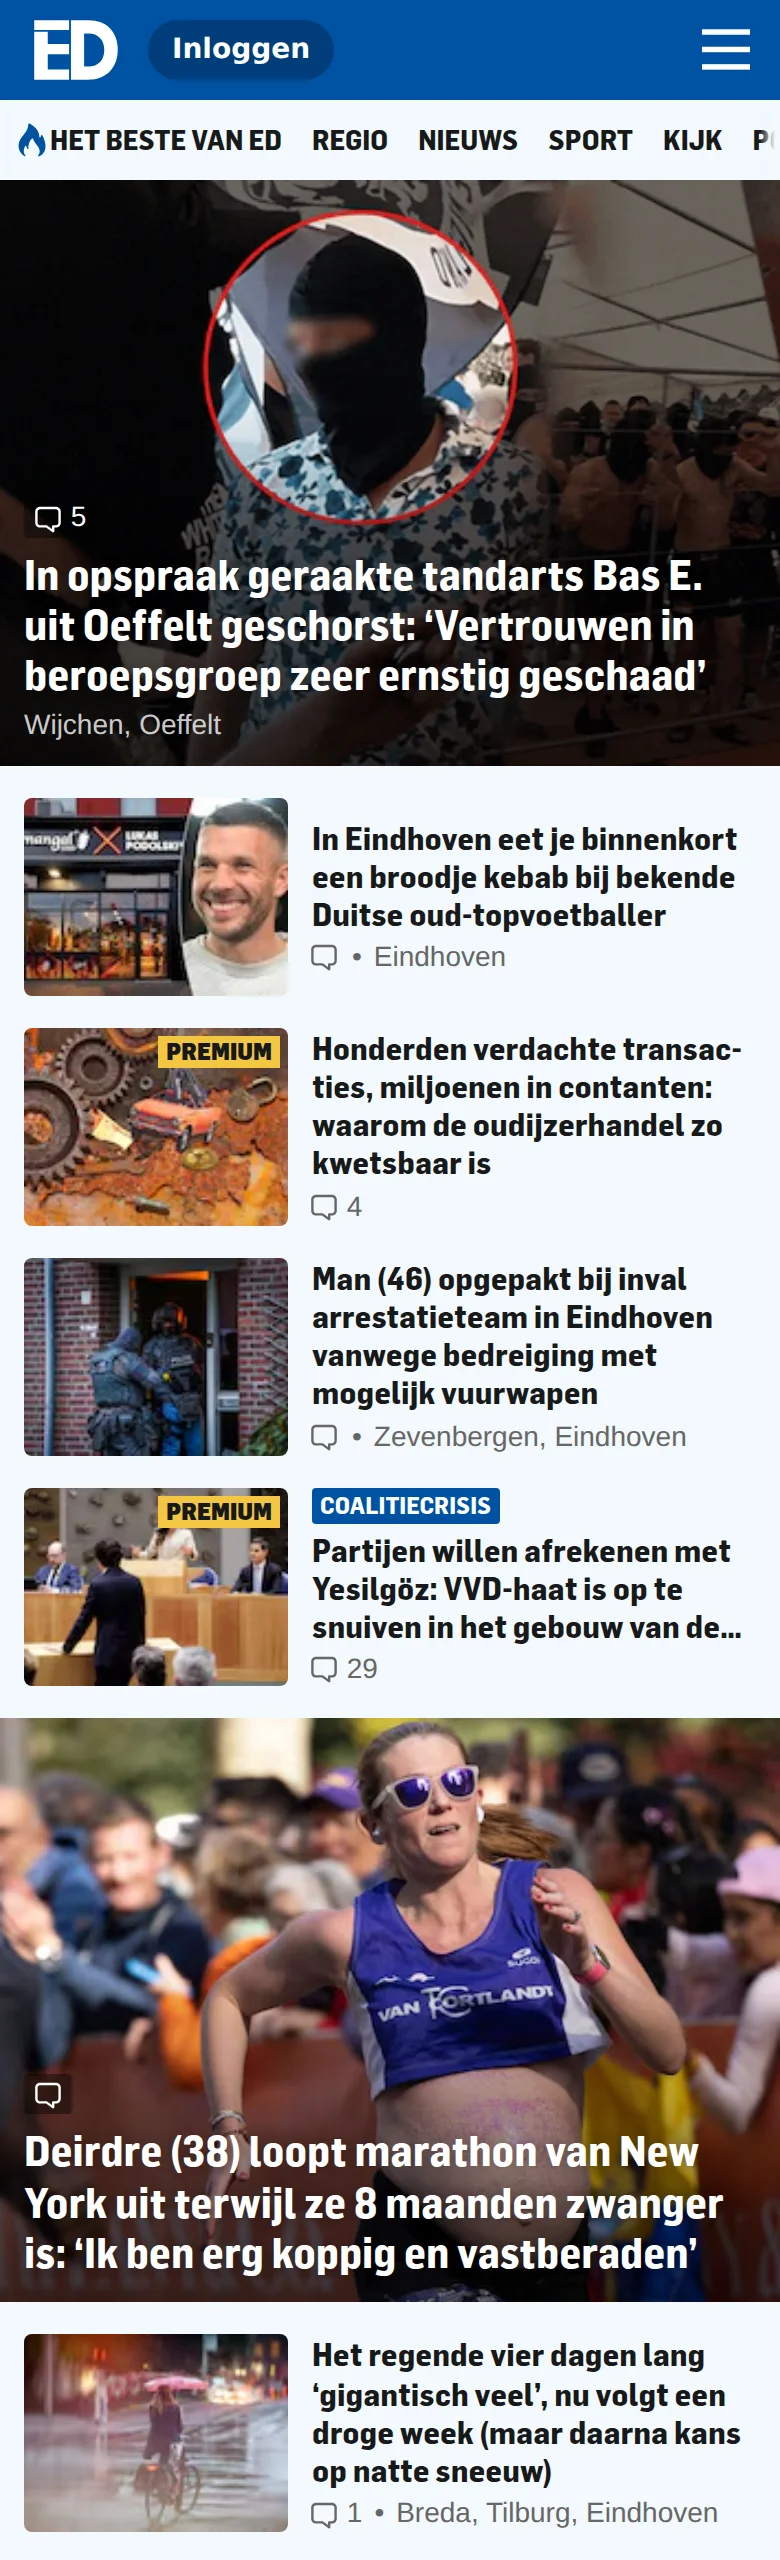 ED
Inloggen
HET BESTE VAN ED REGIO NIEUWS SPORT KIJK
5
In opspraak geraakte tandarts Bas E.
uit Oeffelt geschorst: ‘Vertrouwen in
beroepsgroep zeer ernstig geschaad’
Wijchen, Oeffelt
mangal LUKAS
PODOLSKI
In Eindhoven eet je binnenkort
een broodje kebab bij bekende
Duitse oud-topvoetballer
• Eindhoven
PREMIUM
Honderden verdachte transac-
ties, miljoenen in contanten:
waarom de oudijzerhandel zo
kwetsbaar is
4
Man (46) opgepakt bij inval
arrestatieteam in Eindhoven
vanwege bedreiging met
mogelijk vuurwapen
• Zevenbergen, Eindhoven
PREMIUM
COALITIECRISIS
Partijen willen afrekenen met
Yesilgöz: VVD-haat is op te
snuiven in het gebouw van de...
29
VAN CORTLANDT
Deirdre (38) loopt marathon van New
York uit terwijl ze 8 maanden zwanger
is: ‘Ik ben erg koppig en vastberaden’
Het regende vier dagen lang
‘gigantisch veel’, nu volgt een
droge week (maar daarna kans
op natte sneeuw)
1 • Breda, Tilburg, Eindhoven